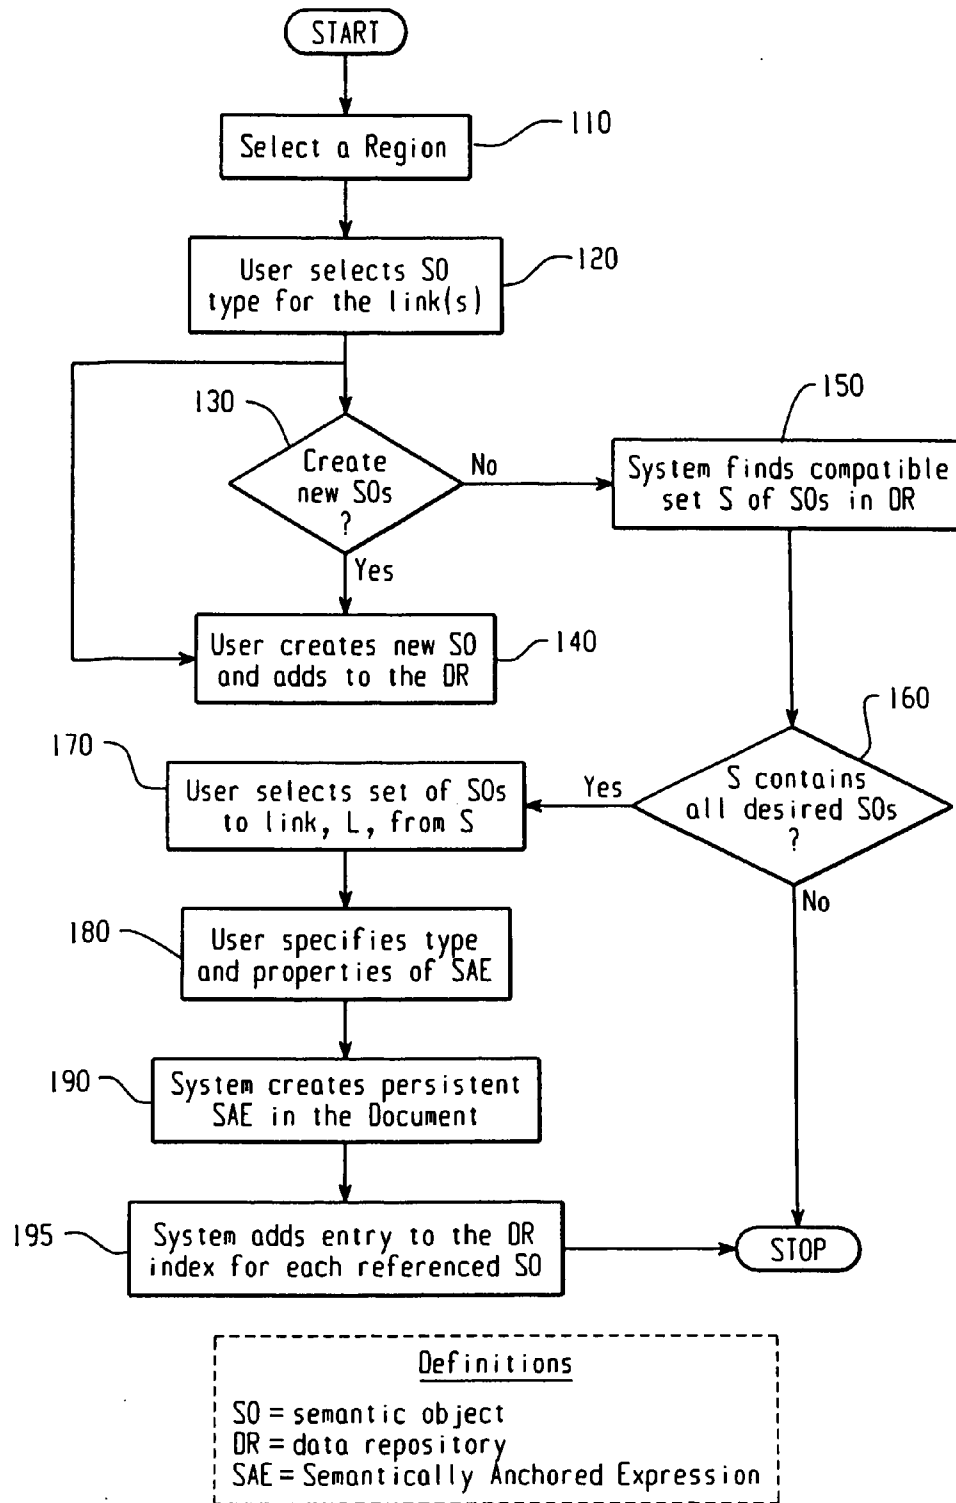 START
110
Select a Region
120
User selects SO
type for the link(s)
130
Create
new SOs
?
No
Yes
150
System finds compatible
set S of SOs in DR
140
User creates new SO
and adds to the DR
160
S contains
all desired SOs
?
Yes
No
170
User selects set of SOs
to link, L, from S
180
User specifies type
and properties of SAE
190
System creates persistent
SAE in the Document
195
System adds entry to the DR
index for each referenced SO
STOP
Definitions
SO = semantic object
DR = data repository
SAE = Semantically Anchored Expression